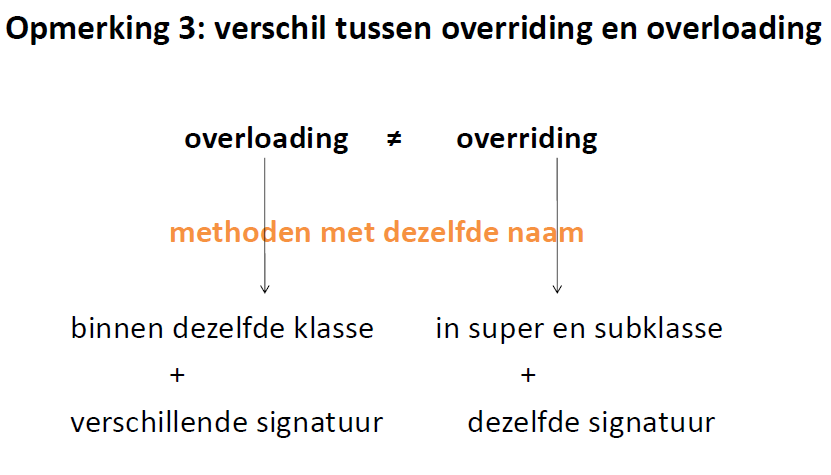 Opmerking 3: verschil tussen overriding en overloading
overloading ≠ overriding
methoden met dezelfde naam
binnen dezelfde klasse in super en subklasse
+ +
verschillende signatuur dezelfde signatuur